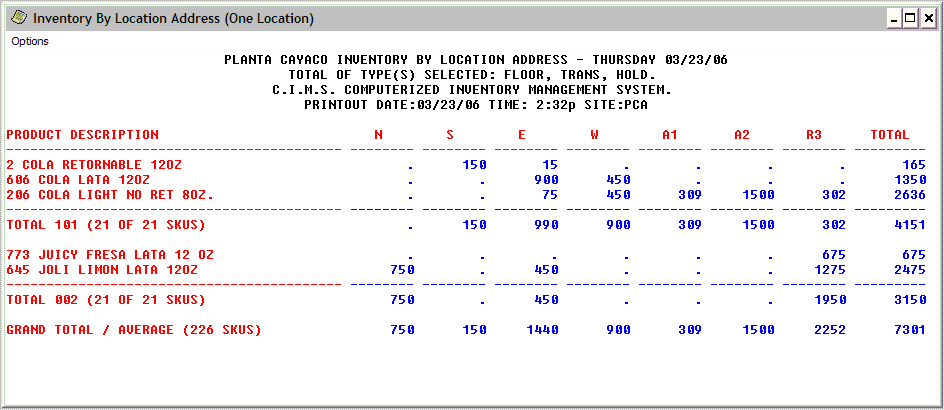 Inventory By Location Address (One Location)
Options
PLANTA CAYACO INVENTORY BY LOCATION ADDRESS - THURSDAY 03/23/06
TOTAL OF TYPE(S) SELECTED: FLOOR, TRANS, HOLD.
C.I.M.S. COMPUTERIZED INVENTORY MANAGEMENT SYSTEM.
PRINTOUT DATE:03/23/06 TIME: 2:32p SITE:PCA
PRODUCT DESCRIPTION N S E W A1 A2 R3 TOTAL
------------------------------------------ -------- -------- -------- -------- -------- -------- -------- --------
2 COLA RETORNABLE 12OZ . 150 15 . . . . 165
606 COLA LATA 12OZ . . 900 450 . . . 1350
206 COLA LIGHT NO RET 8OZ. . . 75 450 309 1500 302 2636
------------------------------------------ -------- -------- -------- -------- -------- -------- -------- --------
TOTAL 101 (21 OF 21 SKUS) . 150 990 900 309 1500 302 4151
773 JUICY FRESA LATA 12 OZ . . . . . . 675 675
645 JOLI LIMON LATA 12OZ 750 . 450 . . . 1275 2475
------------------------------------------ -------- -------- -------- -------- -------- -------- -------- --------
TOTAL 002 (21 OF 21 SKUS) 750 . 450 . . . 1950 3150
GRAND TOTAL / AVERAGE (226 SKUS) 750 150 1440 900 309 1500 2252 7301